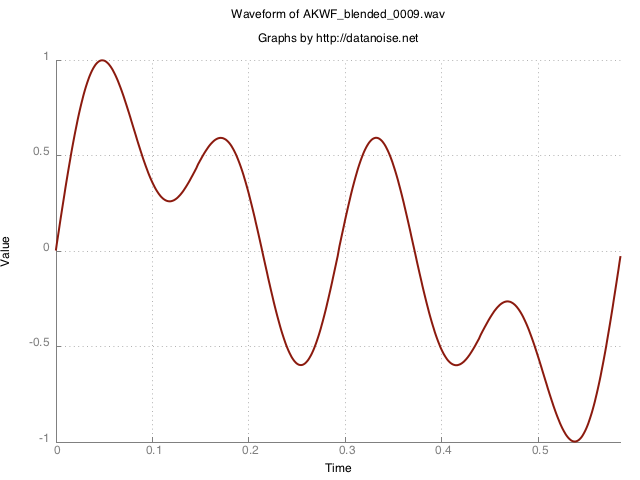 Waveform of AKWF_blended_0009.wav
Graphs by http://datanoise.net
1
0.5
0
-0.5
-1
Value
0 0.1 0.2 0.3 0.4 0.5
Time